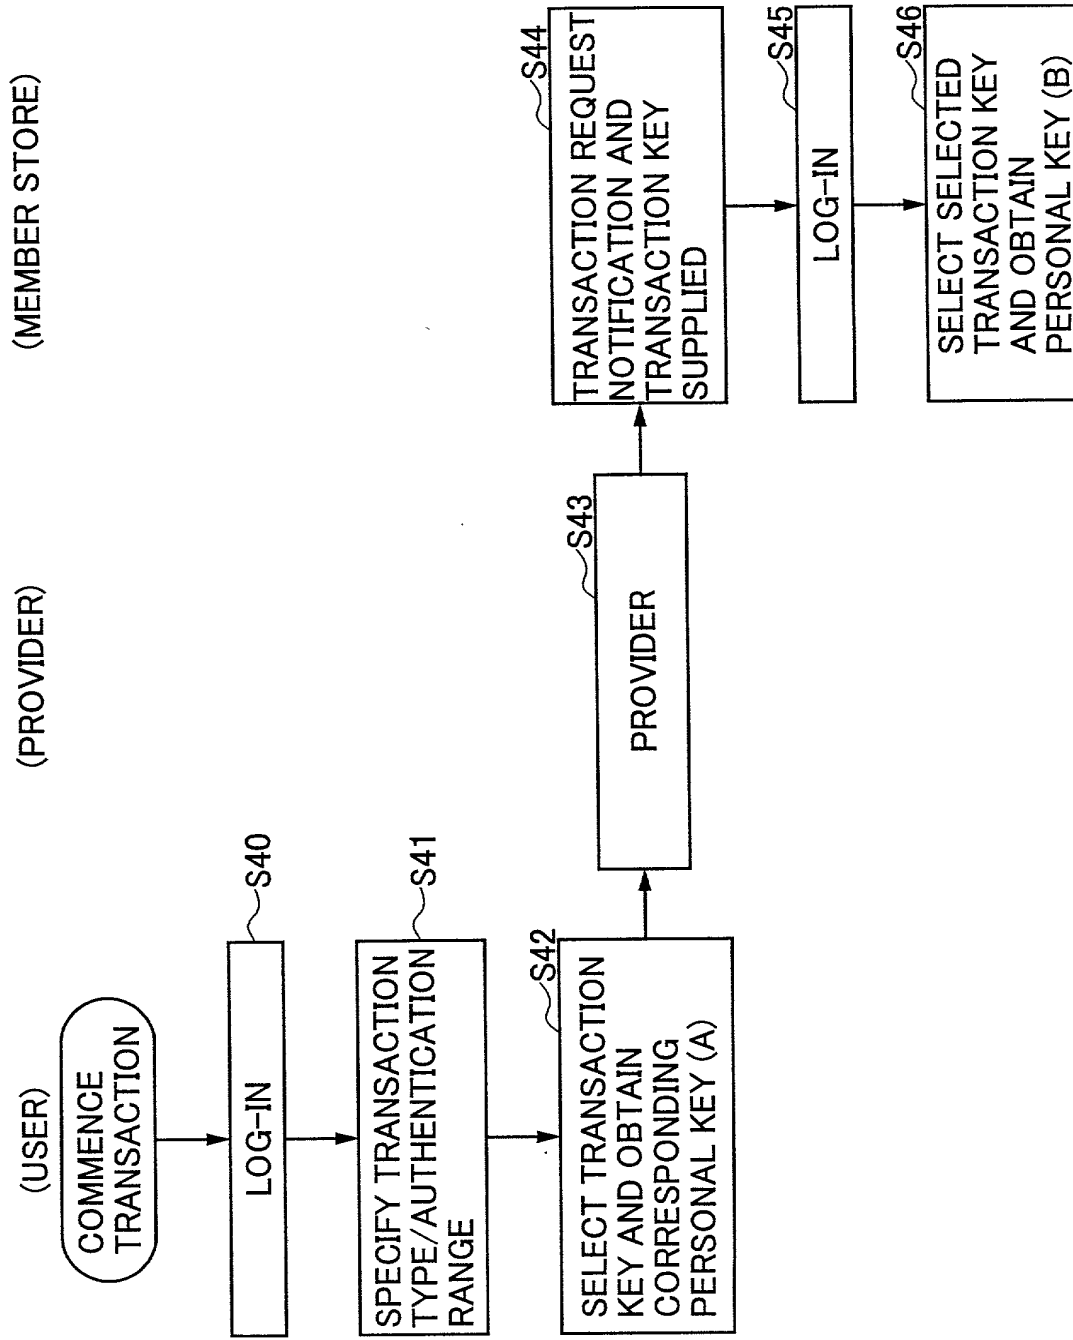 (USER)
(PROVIDER)
(MEMBER STORE)
COMMENCE
TRANSACTION
LOG-IN
S40
SPECIFY TRANSACTION
TYPE/AUTHENTICATION
RANGE
S41
SELECT TRANSACTION
KEY AND OBTAIN
CORRESPONDING
PERSONAL KEY (A)
S42
PROVIDER
S43
TRANSACTION REQUEST
NOTIFICATION AND
TRANSACTION KEY
SUPPLIED
S44
LOG-IN
S45
SELECT SELECTED
TRANSACTION KEY
AND OBTAIN
PERSONAL KEY (B)
S46